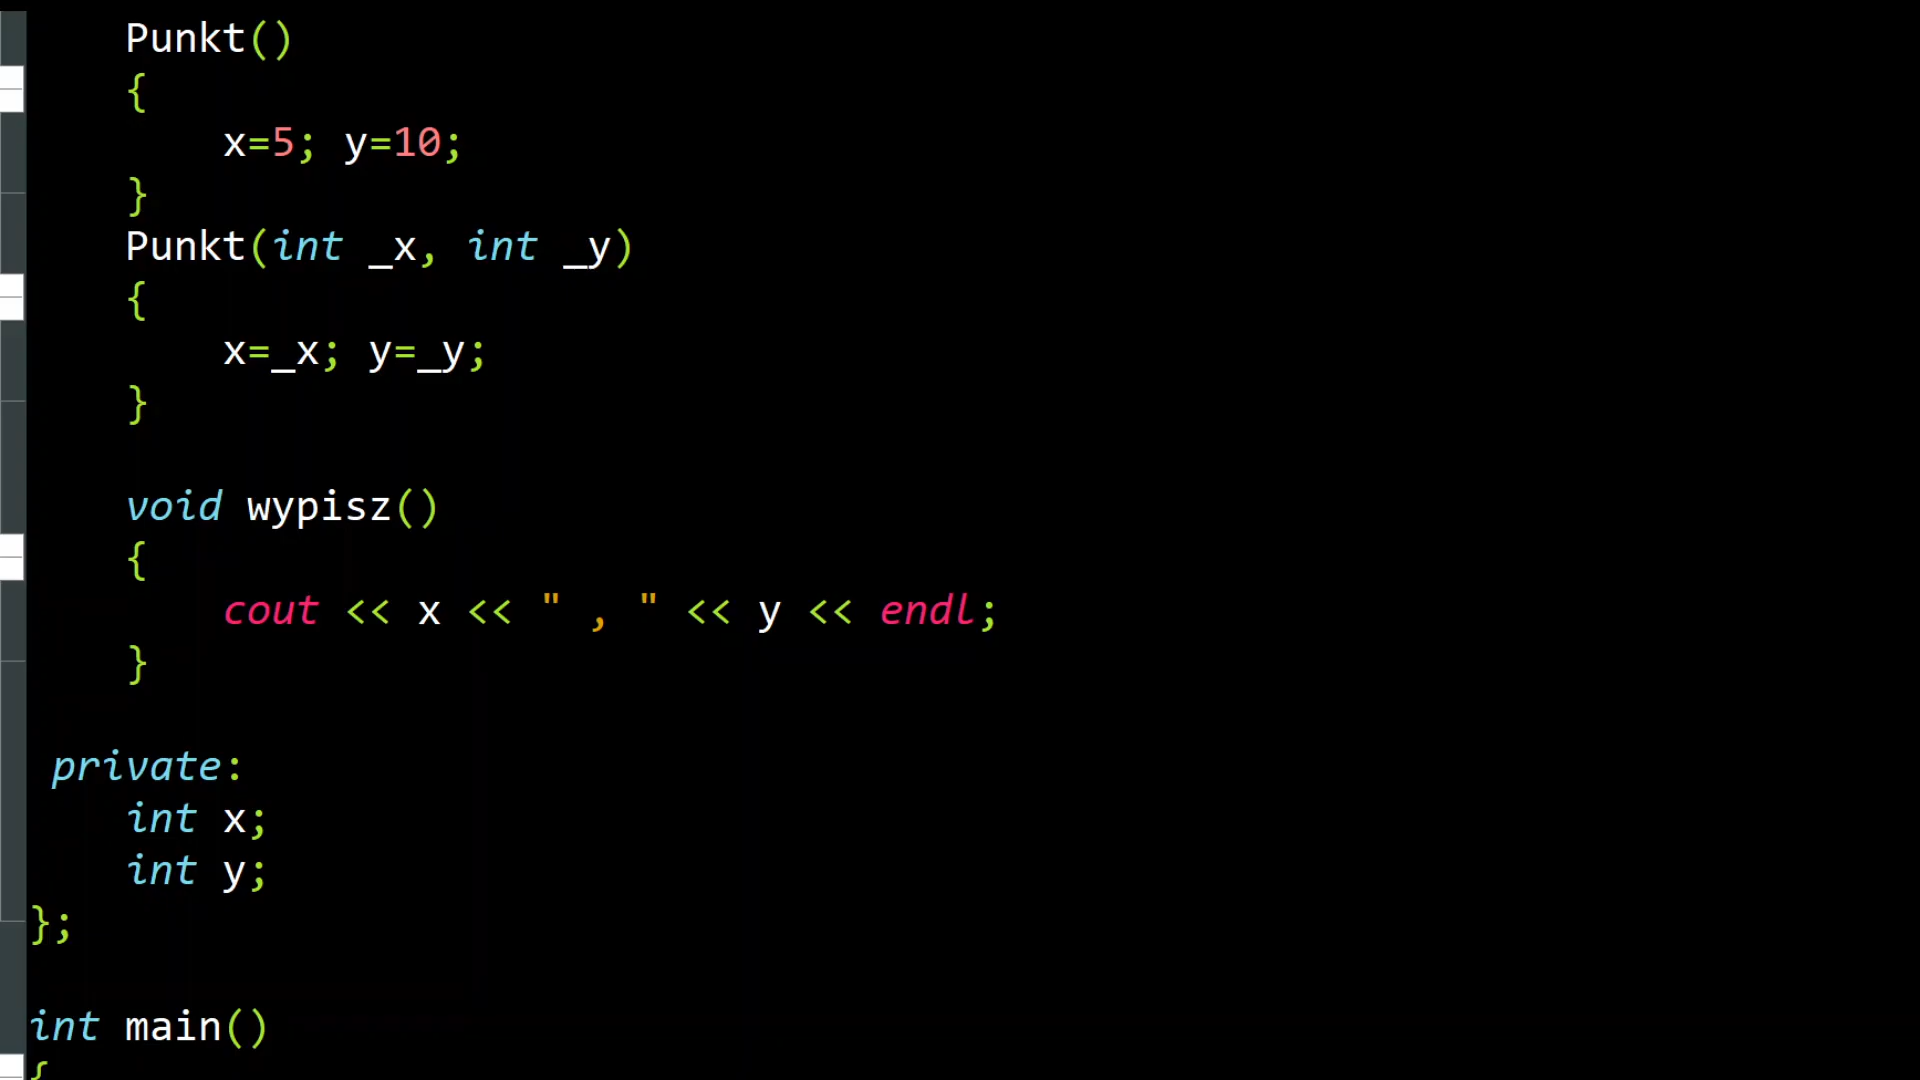 Punkt()
{
x=5; y=10;
}
Punkt(int _x, int _y)
{
x=_x; y=_y;
}
void wypisz()
{
cout << x << " , " << y << endl;
}
private:
int x;
int y;
};
int main()
{